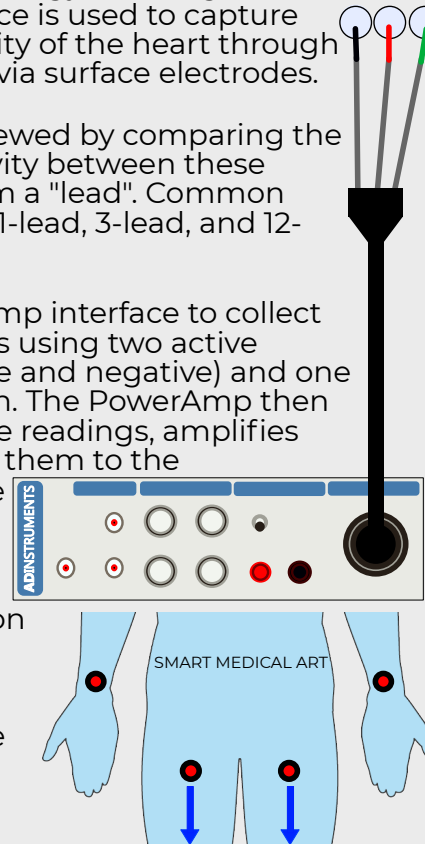 ce is used to capture
ity of the heart through
via surface electrodes.
ewed by comparing the
vity between these
m a "lead". Common
1-lead, 3-lead, and 12-
mp interface to collect
s using two active
e and negative) and one
n. The PowerAmp then
e readings, amplifies
them to the
e
ADINSTRUMENTS
on
SMART MEDICAL ART
e